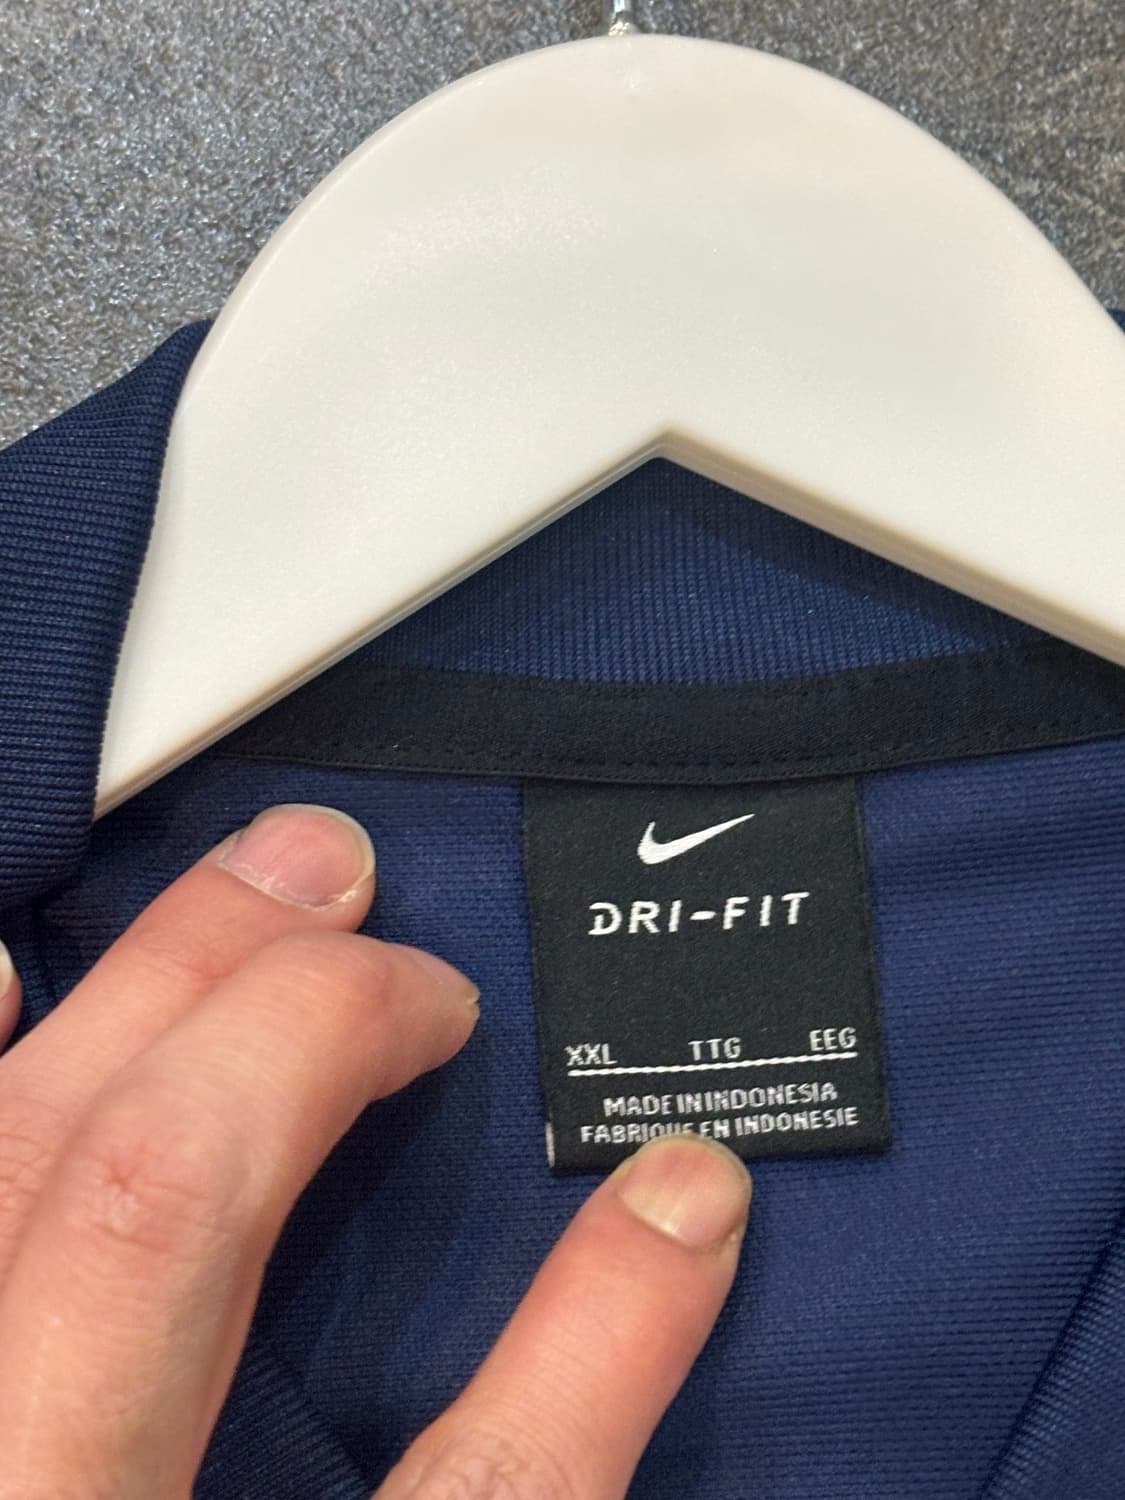 DRI-FIT
XXL TTG EEG
MADE IN INDONESIA
FABRIQUE EN INDONESIE